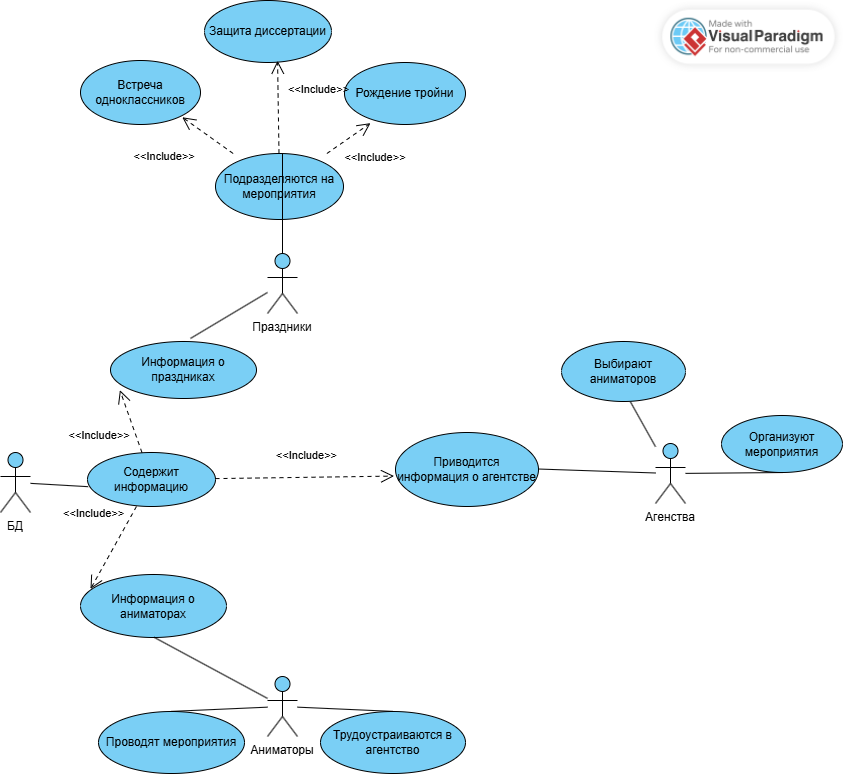 Made with
Visual Paradigm
For non-commercial use
Защита диссертации
Встреча
одноклассников
<<Include>>
Рождение тройни
<<Include>>
<<Include>>
Подразделяются на
мероприятия
Праздники
Информация о
праздниках
Выбирают
аниматоров
<<Include>>
<<Include>>
Организуют
мероприятия
Содержит
информацию
Приводится
информация о агентстве
БД
<<Include>>
Агенства
Информация о
аниматорах
Проводят мероприятия
Аниматоры
Трудоустраиваются в
агентство